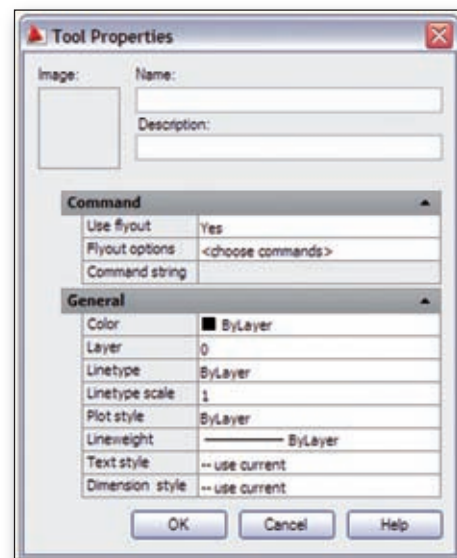 Tool Properties
Image:
Name:
Description:
Command
Use flyout Yes
Flyout options <choose commands>
Command string
General
Color ByLayer
Layer 0
Linetype ByLayer
Linetype scale 1
Plot style ByLayer
Lineweight ByLayer
Text style -- use current
Dimension style -- use current
OK Cancel Help